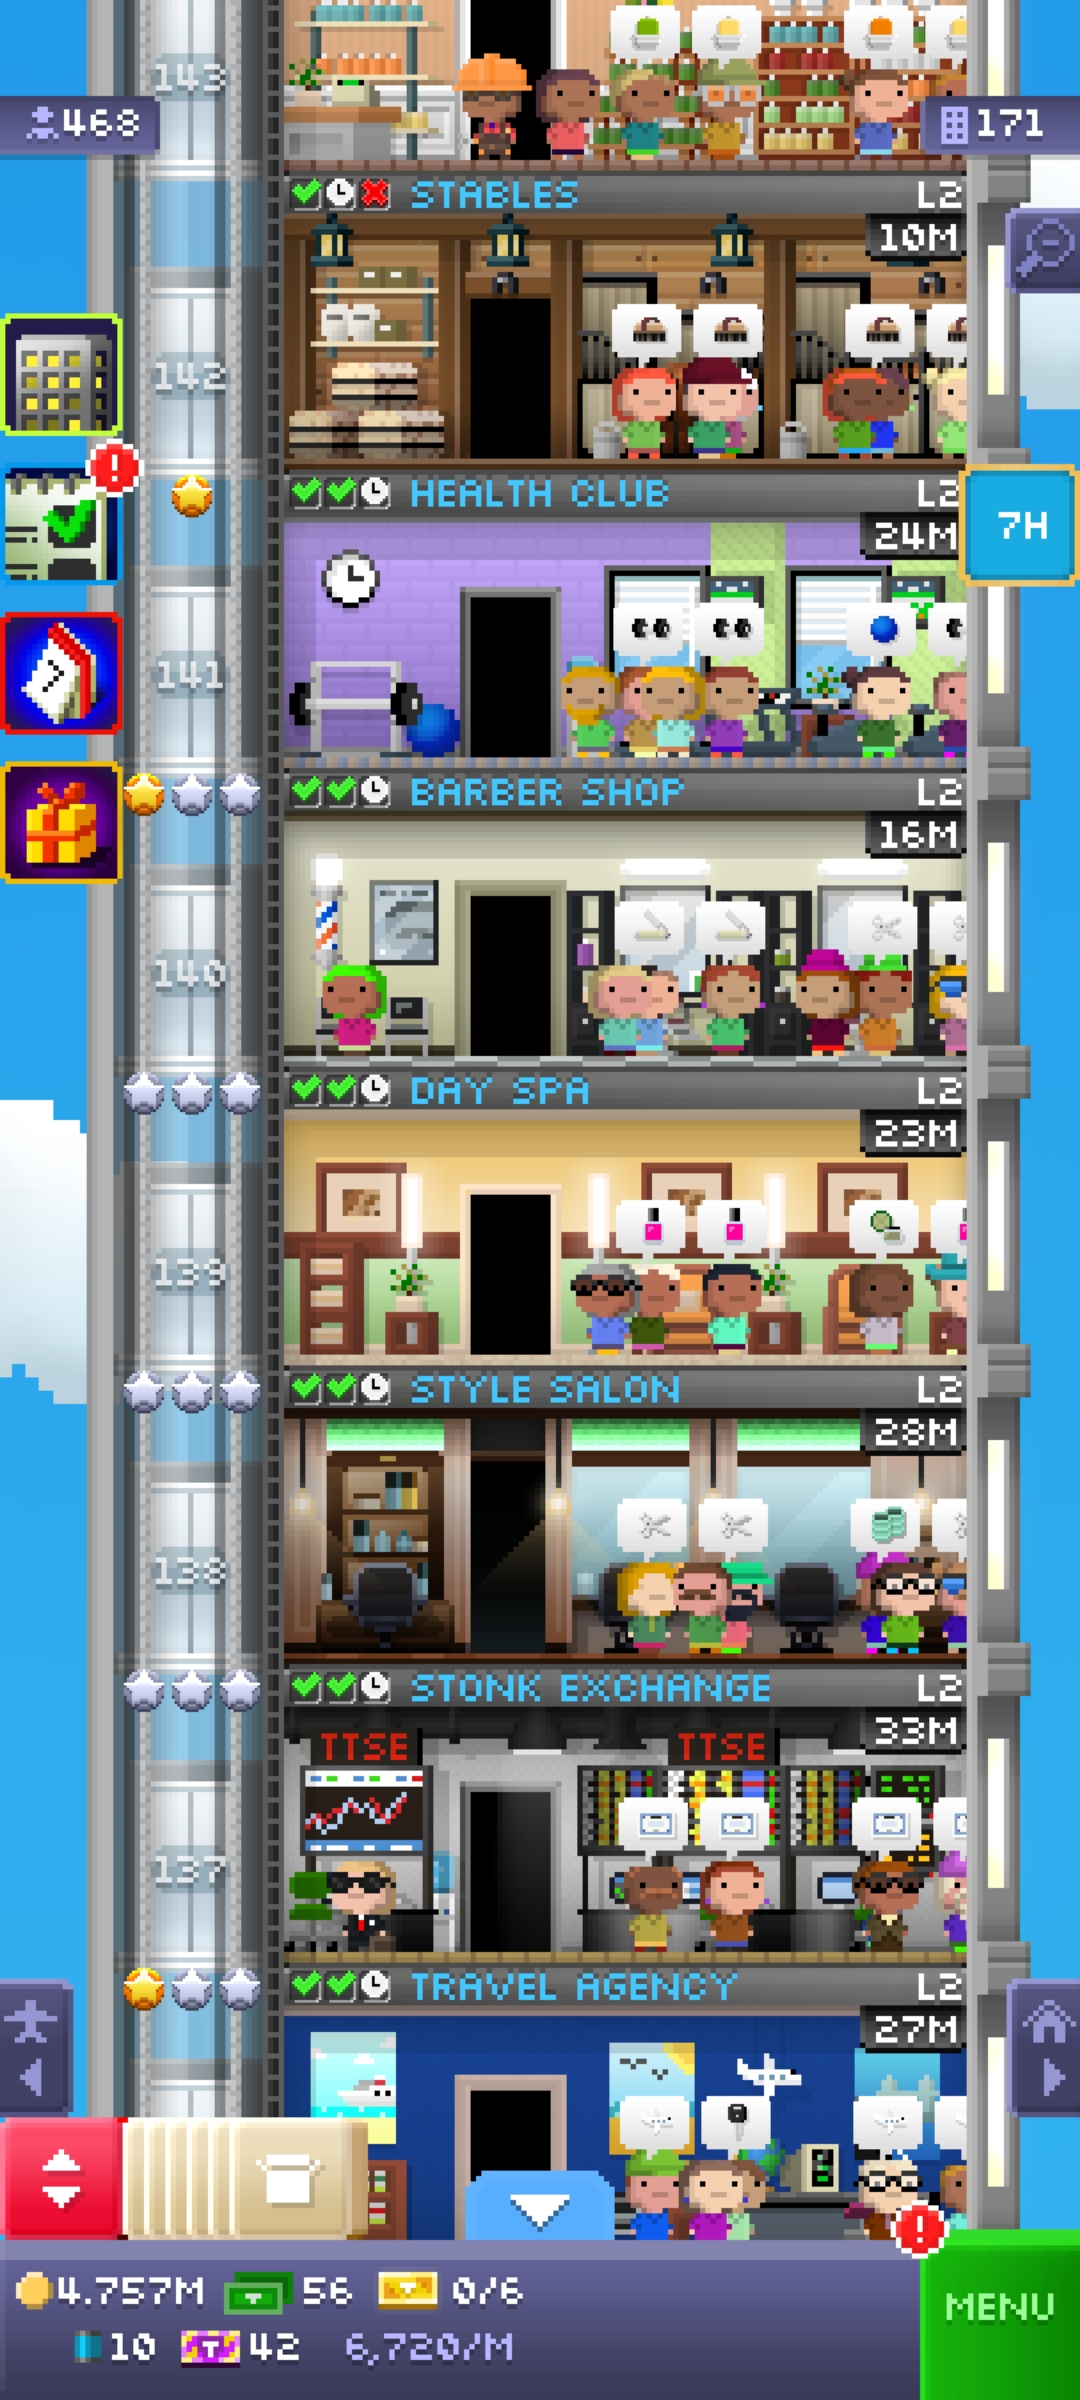 143
468
171
STABLES L2
10M
142
HEALTH CLUB L2
24M
7H
141
BARBER SHOP L2
16M
140
DAY SPA L2
23M
139
STYLE SALON L2
28M
138
STONK EXCHANGE L2
33M
TTSE TTSE
137
TRAVEL AGENCY L2
27M
4.757M 56 0/6
MENU
10 T 42 6,720/M